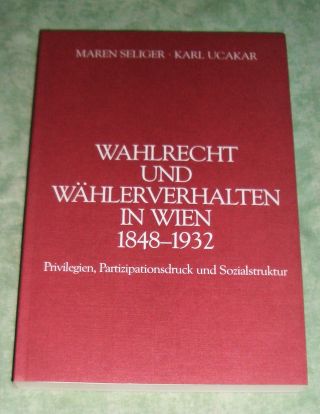 MAREN SELIGER · KARL UCAKAR
WAHLRECHT
UND
WÄHLERVERHALTEN
IN WIEN
1848–1932
Privilegien, Partizipationsdruck und Sozialstruktur